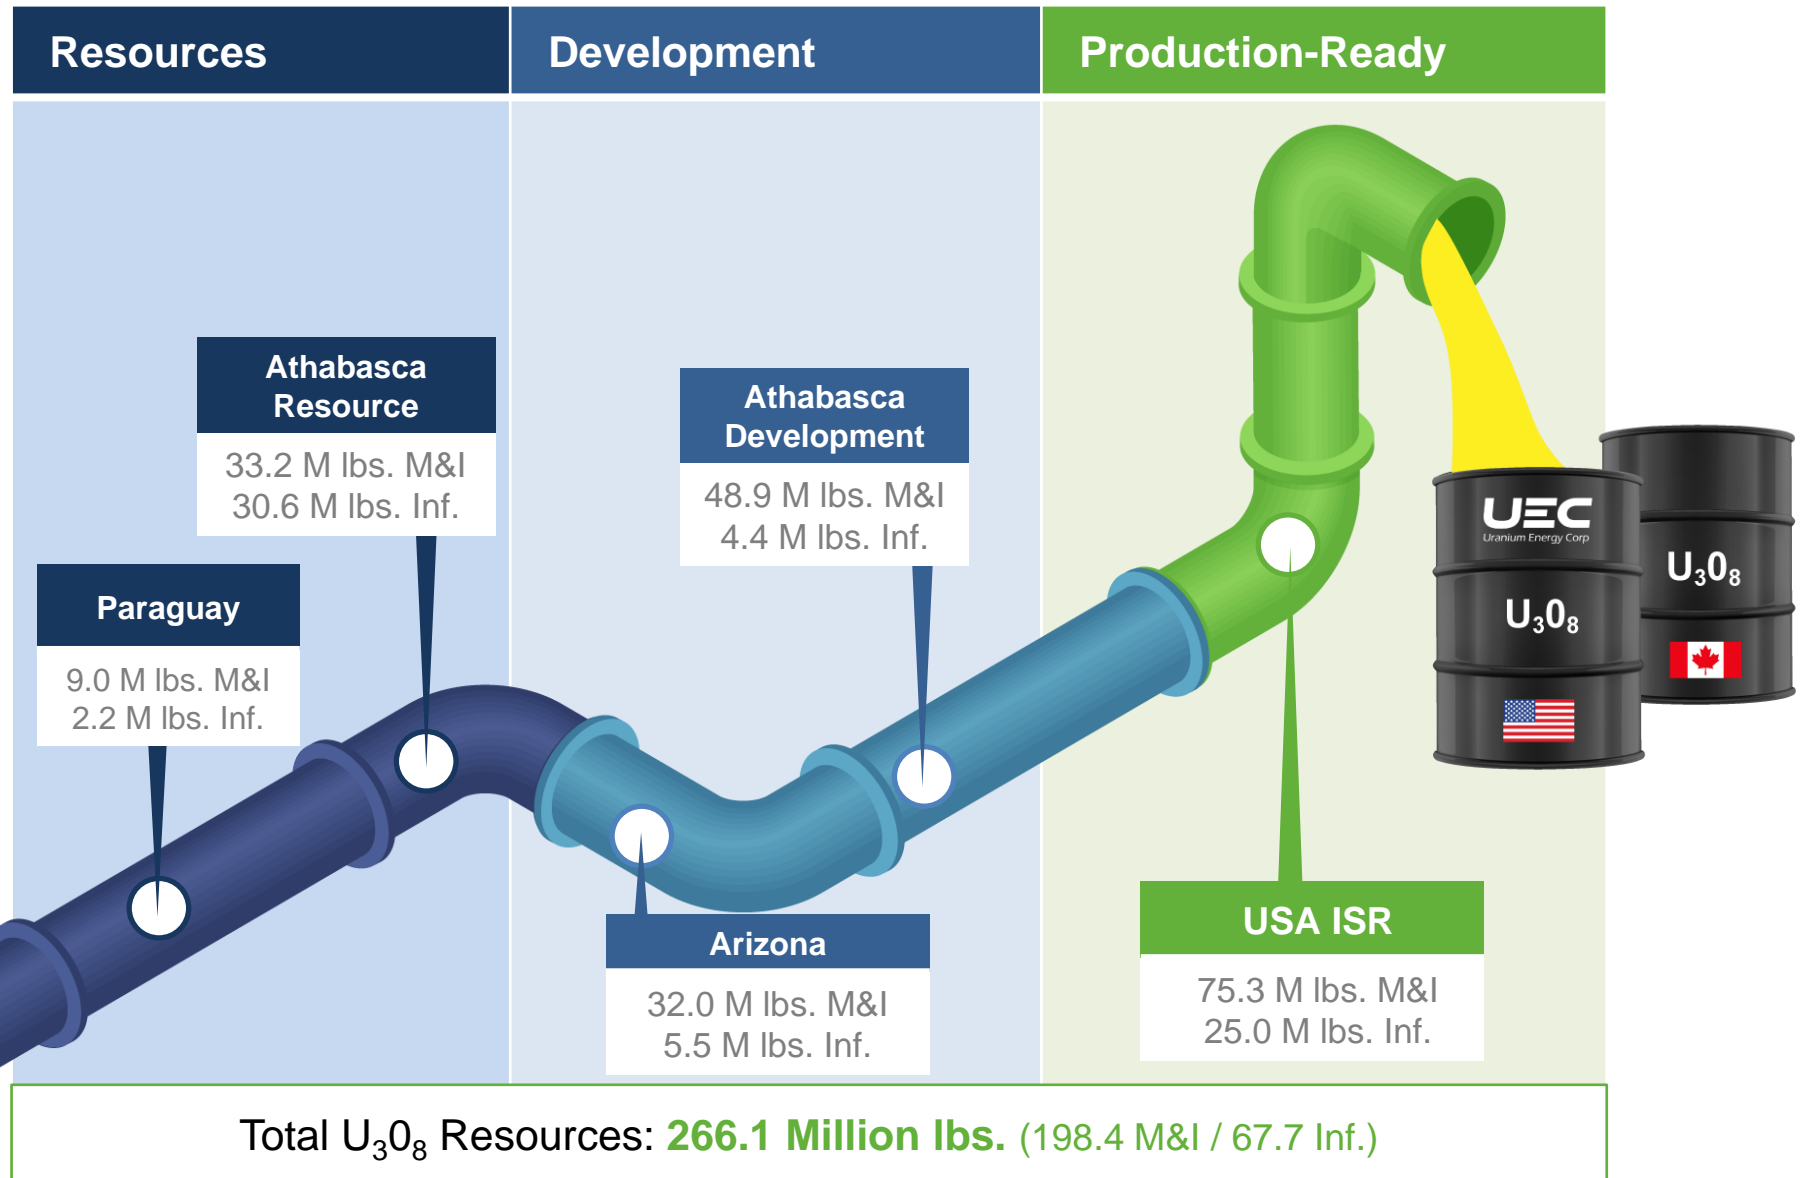 Resources
Development
Production-Ready
Athabasca
Resource
33.2 M lbs. M&I
30.6 M lbs. Inf.
Paraguay
9.0 M lbs. M&I
2.2 M lbs. Inf.
Athabasca
Development
48.9 M lbs. M&I
4.4 M lbs. Inf.
Arizona
32.0 M lbs. M&I
5.5 M lbs. Inf.
USA ISR
75.3 M lbs. M&I
25.0 M lbs. Inf.
UEC
Uranium Energy Corp
U₃0₈
U₃0₈
Total U₃0₈ Resources: 266.1 Million lbs. (198.4 M&I / 67.7 Inf.)